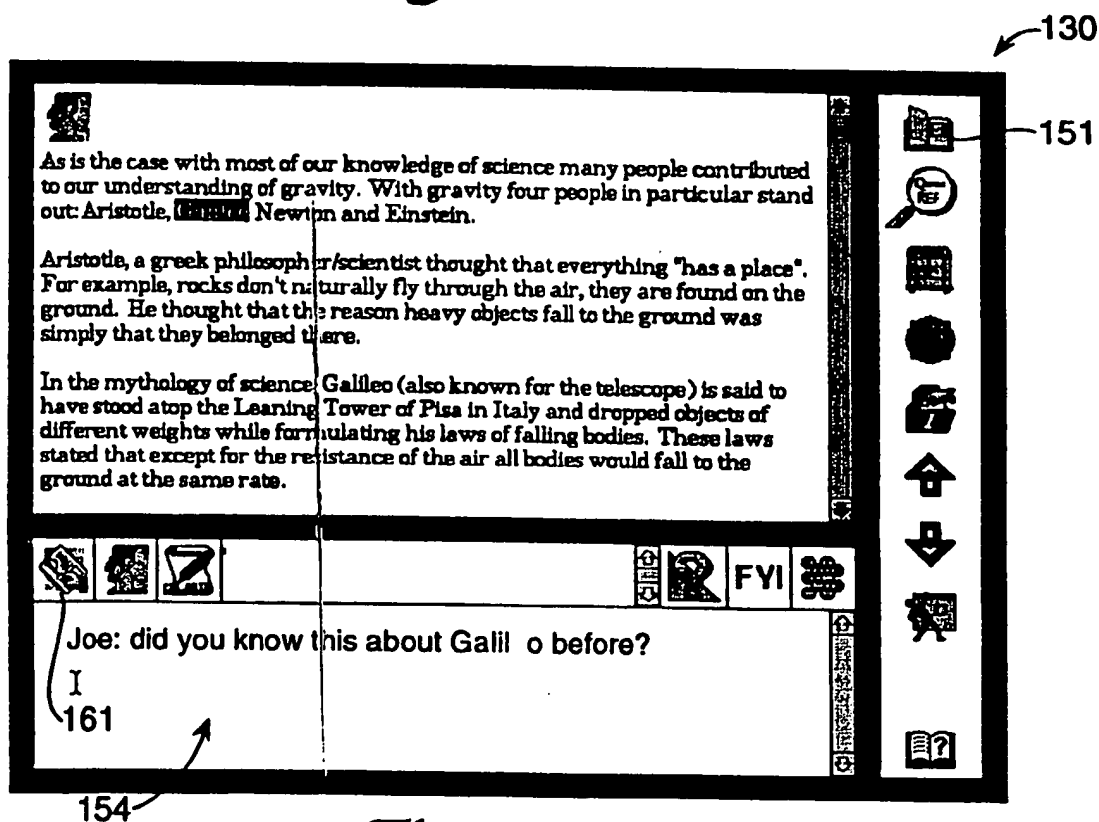 130
151
As is the case with most of our knowledge of science many people contributed
to our understanding of gravity. With gravity four people in particular stand
out: Aristotle, Newton and Einstein.
Aristotle, a greek philosopher/scientist thought that everything "has a place".
For example, rocks don't naturally fly through the air, they are found on the
ground. He thought that the reason heavy objects fall to the ground was
simply that they belonged there.
In the mythology of science, Galileo (also known for the telescope) is said to
have stood atop the Leaning Tower of Pisa in Italy and dropped objects of
different weights while formulating his laws of falling bodies. These laws
stated that except for the resistance of the air all bodies would fall to the
ground at the same rate.
REF
FYI
Joe: did you know this about Galil o before?
161
154
?